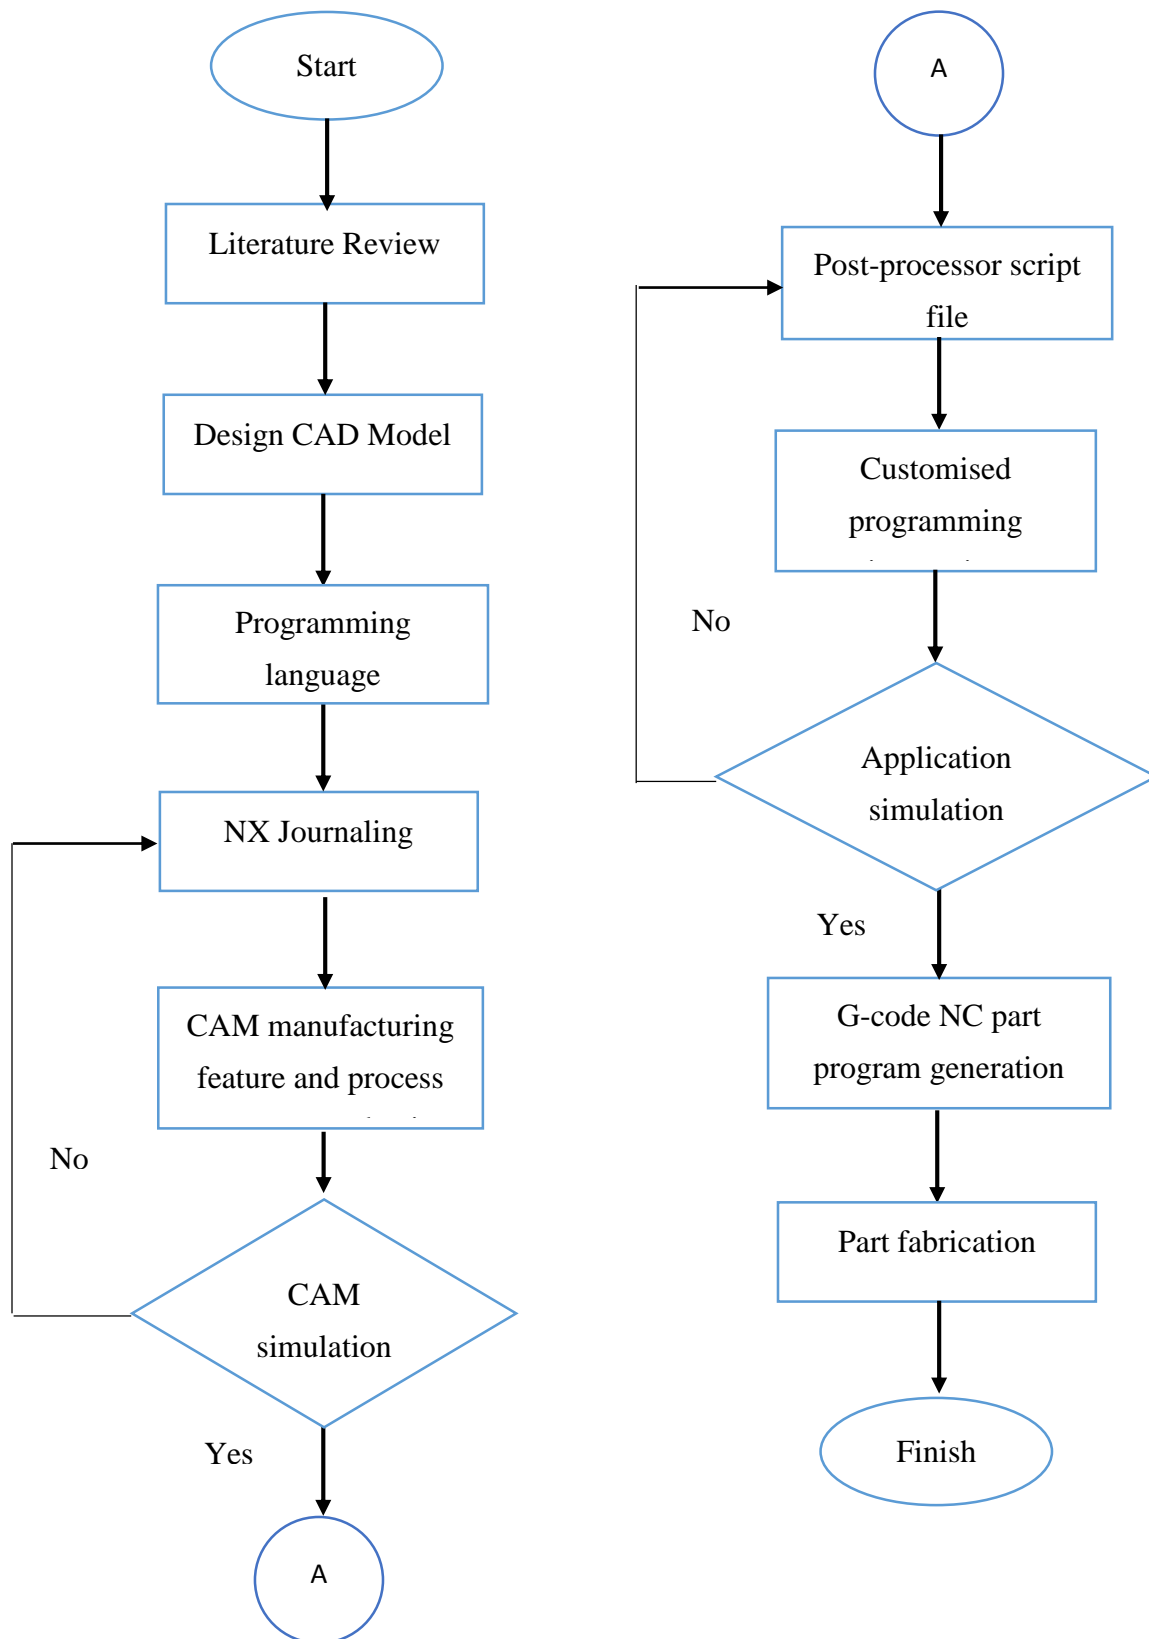 Start
Literature Review
Design CAD Model
Programming
language
NX Journaling
CAM manufacturing
feature and process
No
CAM
simulation
Yes
A
A
Post-processor script
file
Customised
programming
No
Application
simulation
Yes
G-code NC part
program generation
Part fabrication
Finish